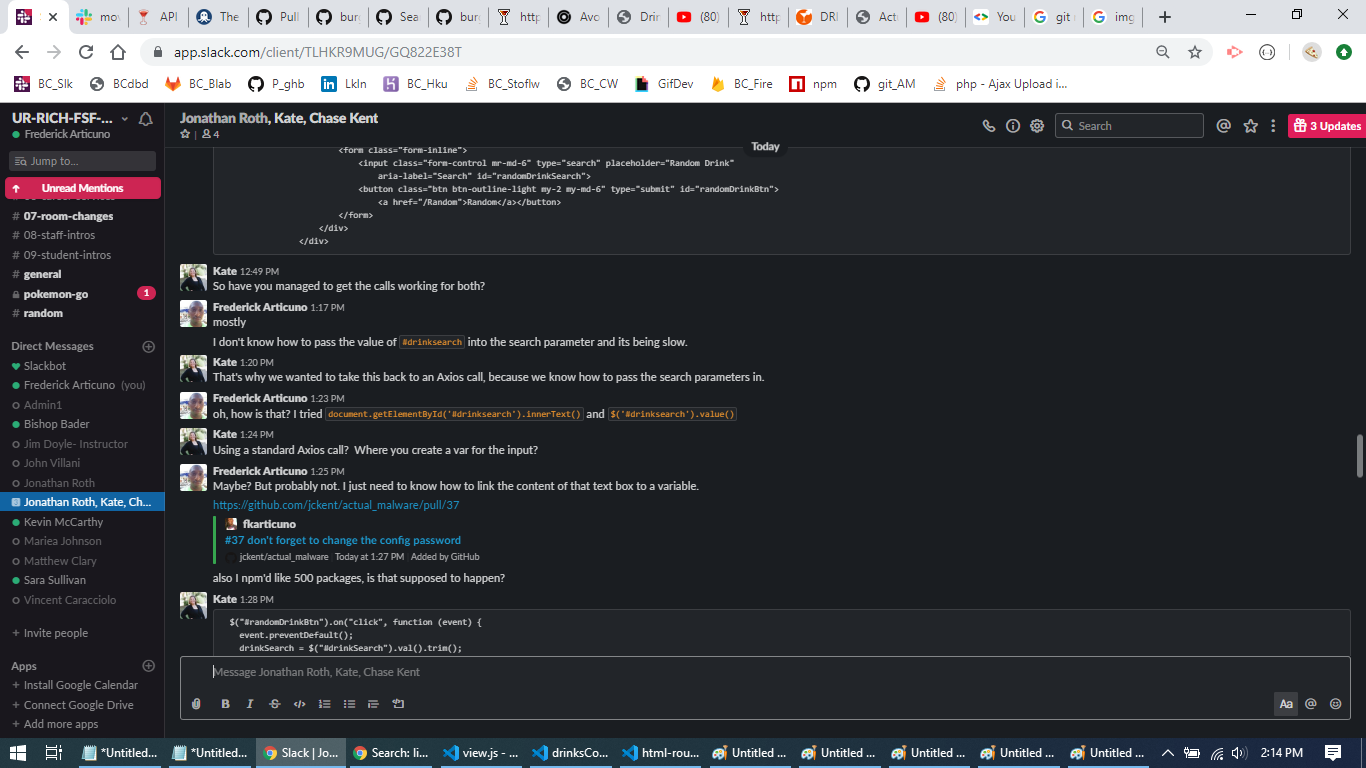 mov
API
The
Pull
burg
Sea
burg
http
Avo
Drir
(80)
http
DRI
Actu
(80)
You
git
img
app.slack.com/client/TLHKR9MUG/GQ822E38T
BC_Slk
BCdbd
BC_Blab
P_ghb
LkIn
BC_Hku
BC_Stoflw
BC_CW
GifDev
BC_Fire
npm
git_AM
php - Ajax Upload i...
UR-RICH-FSF-...
Frederick Articuno
Jump to...
Unread Mentions
# 07-room-changes
# 08-staff-intros
# 09-student-intros
# general
pokemon-go 1
# random
Direct Messages
Slackbot
Frederick Articuno (you)
Admin1
Bishop Bader
Jim Doyle- Instructor
John Villani
Jonathan Roth
3 Jonathan Roth, Kate, Ch...
Kevin McCarthy
Mariea Johnson
Matthew Clary
Sara Sullivan
Vincent Caracciolo
+ Invite people
Apps
+ Install Google Calendar
+ Connect Google Drive
+ Add more apps
Jonathan Roth, Kate, Chase Kent
4
Search
3 Updates
Today
<form class="form-inline">
<input class="form-control mr-md-6" type="search" placeholder="Random Drink"
aria-label="Search" id="randomDrinkSearch">
<button class="btn btn-outline-light my-2 my-md-6" type="submit" id="randomDrinkBtn">
<a href="/Random">Random</a></button>
</form>
</div>
</div>
Kate 12:49 PM
So have you managed to get the calls working for both?
Frederick Articuno 1:17 PM
mostly
I don't know how to pass the value of #drinksearch into the search parameter and its being slow.
Kate 1:20 PM
That's why we wanted to take this back to an Axios call, because we know how to pass the search parameters in.
Frederick Articuno 1:23 PM
oh, how is that? I tried document.getElementById('#drinksearch').innerText() and $('#drinksearch').value()
Kate 1:24 PM
Using a standard Axios call? Where you create a var for the input?
Frederick Articuno 1:25 PM
Maybe? But probably not. I just need to know how to link the content of that text box to a variable.
https://github.com/jckent/actual_malware/pull/37
fkarticuno
#37 don't forget to change the config password
jckent/actual_malware Today at 1:27 PM Added by GitHub
also I npm'd like 500 packages, is that supposed to happen?
Kate 1:28 PM
$("#randomDrinkBtn").on("click", function (event) {
event.preventDefault();
drinkSearch = $("#drinkSearch").val().trim();
Message Jonathan Roth, Kate, Chase Kent
B I S </> Aa @
*Untitled...
*Untitled...
Slack | Jo...
Search: li...
view.js - ...
drinksCo...
html-rou...
Untitled ...
Untitled ...
Untitled ...
Untitled ...
Untitled ...
2:14 PM